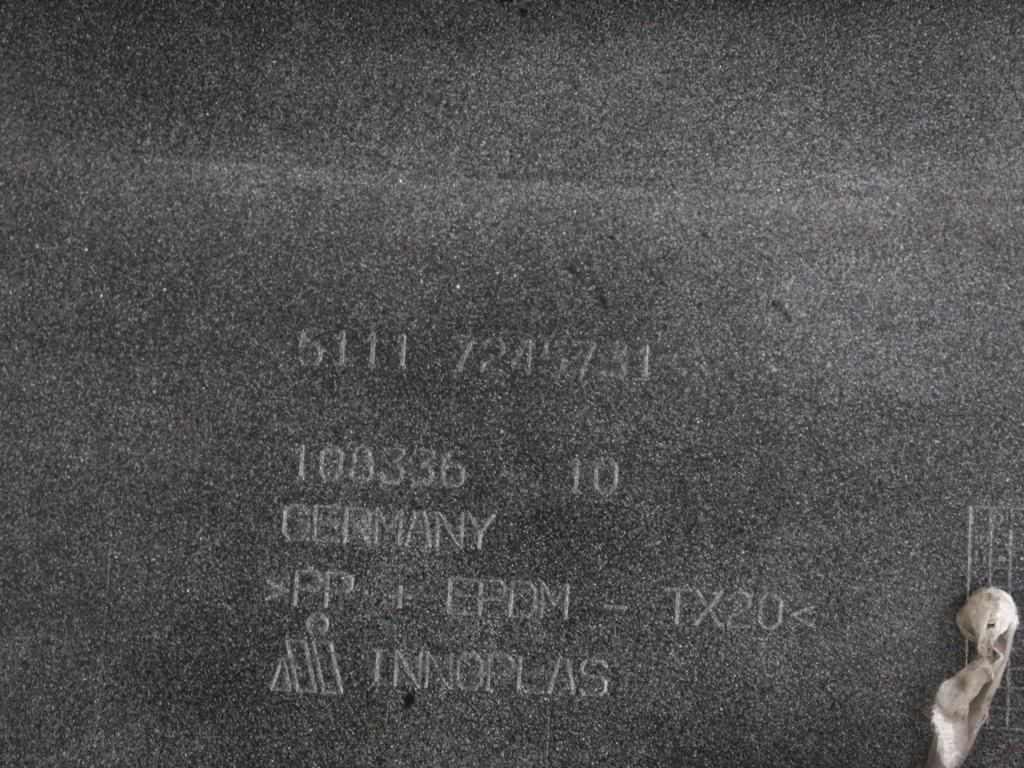 5111 7245731
108336 10
GERMANY
>PP + EPDM - TX20<
INNOPLAS